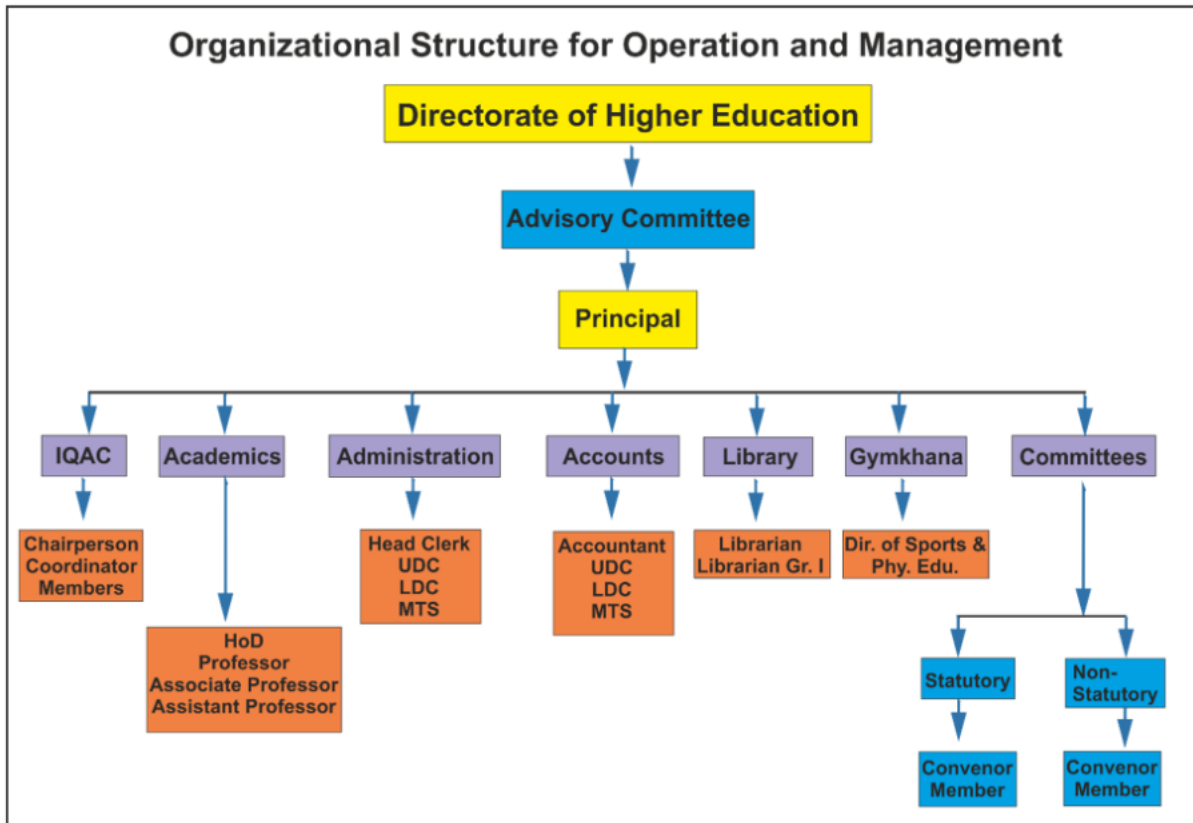 Organizational Structure for Operation and Management
Directorate of Higher Education
Advisory Committee
Principal
IQAC
Academics
Administration
Accounts
Library
Gymkhana
Committees
Chairperson
Coordinator
Members
HoD
Professor
Associate Professor
Assistant Professor
Head Clerk
UDC
LDC
MTS
Accountant
UDC
LDC
MTS
Librarian
Librarian Gr. I
Dir. of Sports &
Phy. Edu.
Statutory
Non-
Statutory
Convenor
Member
Convenor
Member